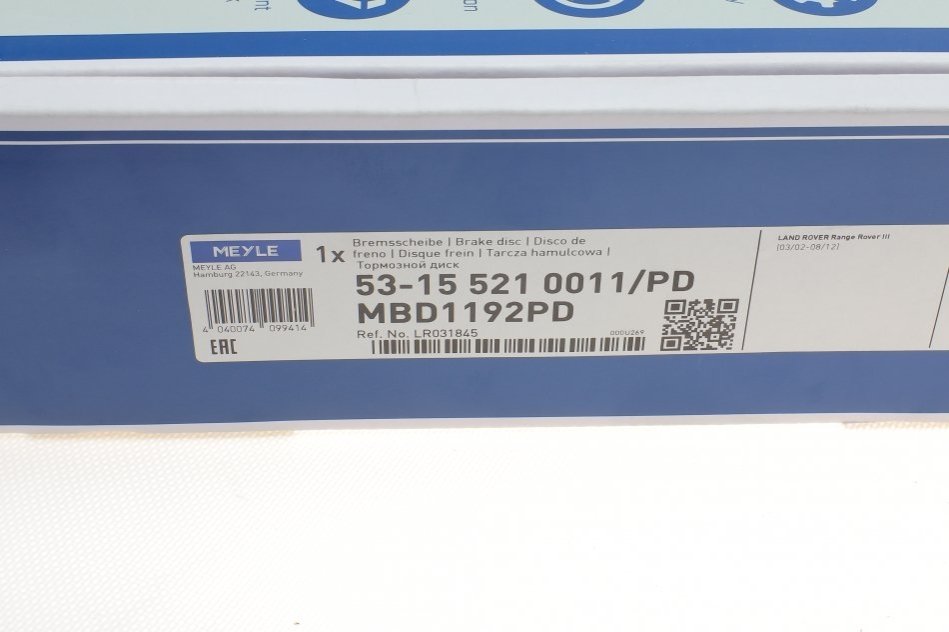 MEYLE
MEYLE AG
Hamburg 22143, Germany
4 040074 099414
EAC
1x
Bremsscheibe | Brake disc | Disco de
freno | Disque frein | Tarcza hamulcowa |
Тормозной диск
53-15 521 0011/PD
MBD1192PD
Ref. No. LR031845
000U269
LAND ROVER Range Rover III
[03/02-08/12]